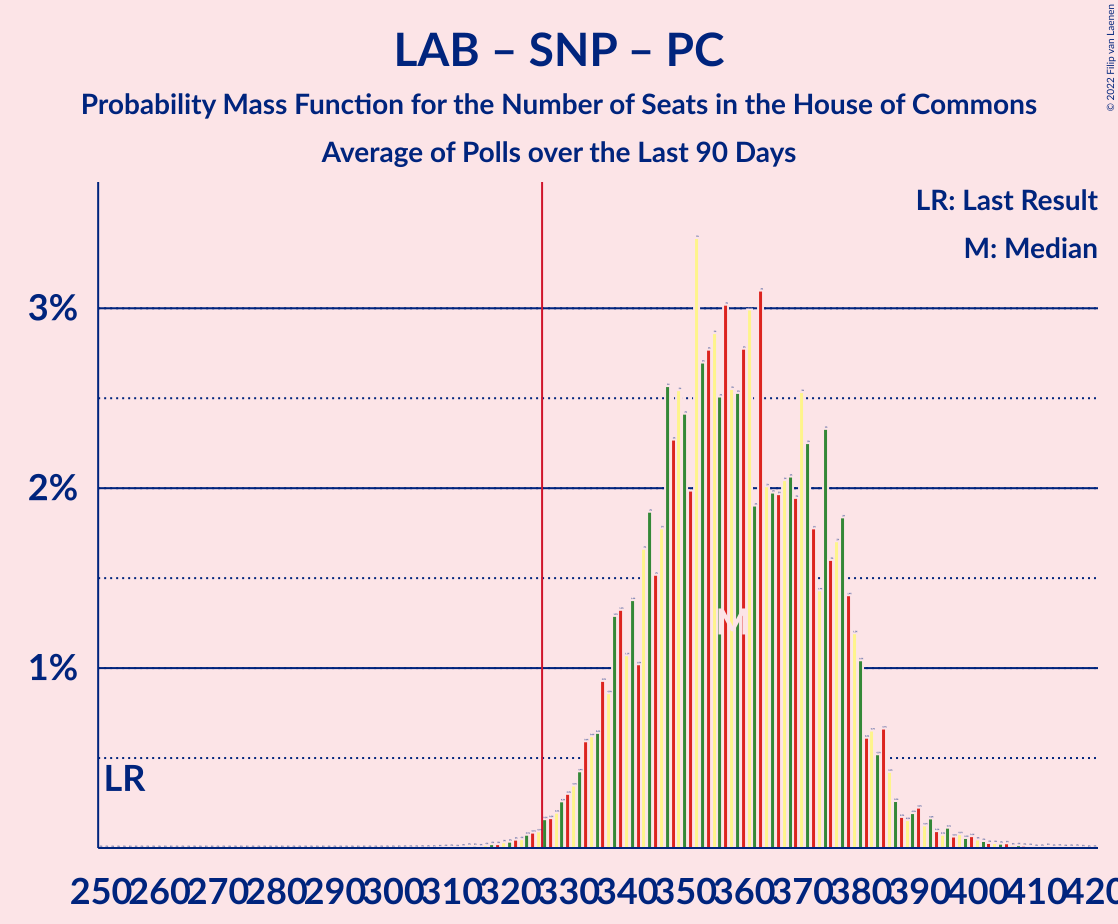 LAB – SNP – PC
Probability Mass Function for the Number of Seats in the House of Commons
Average of Polls over the Last 90 Days
© 2022 Filip van Laenen
LR: Last Result
M: Median
3%
2%
1%
M
LR
250 260 270 280 290 300 310 320 330 340 350 360 370 380 390 400 410 420